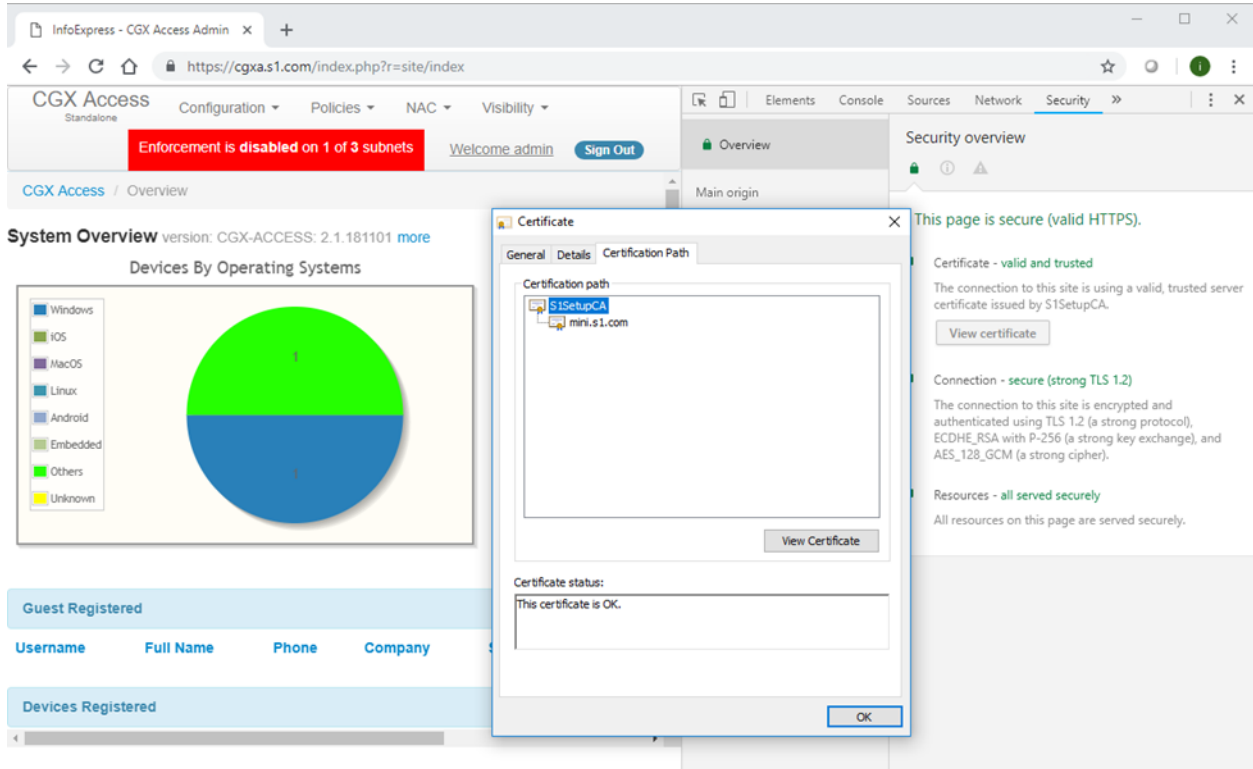 InfoExpress - CGX Access Admin
https://cgxa.s1.com/index.php?r=site/index
CGX Access
Standalone
Configuration
Policies
NAC
Visibility
Enforcement is disabled on 1 of 3 subnets
Welcome admin
Sign Out
CGX Access / Overview
System Overview version: CGX-ACCESS: 2.1.181101 more
Devices By Operating Systems
Windows
iOS
MacOS
Linux
Android
Embedded
Others
Unknown
1
1
Guest Registered
Username Full Name Phone Company
Devices Registered
Elements Console Sources Network Security »
Overview
Main origin
Security overview
This page is secure (valid HTTPS).
Certificate - valid and trusted
The connection to this site is using a valid, trusted server
certificate issued by S1SetupCA.
View certificate
Connection - secure (strong TLS 1.2)
The connection to this site is encrypted and
authenticated using TLS 1.2 (a strong protocol),
ECDHE_RSA with P-256 (a strong key exchange), and
AES_128_GCM (a strong cipher).
Resources - all served securely
All resources on this page are served securely.
Certificate
General Details Certification Path
Certification path
S1SetupCA
mini.s1.com
View Certificate
Certificate status:
This certificate is OK.
OK